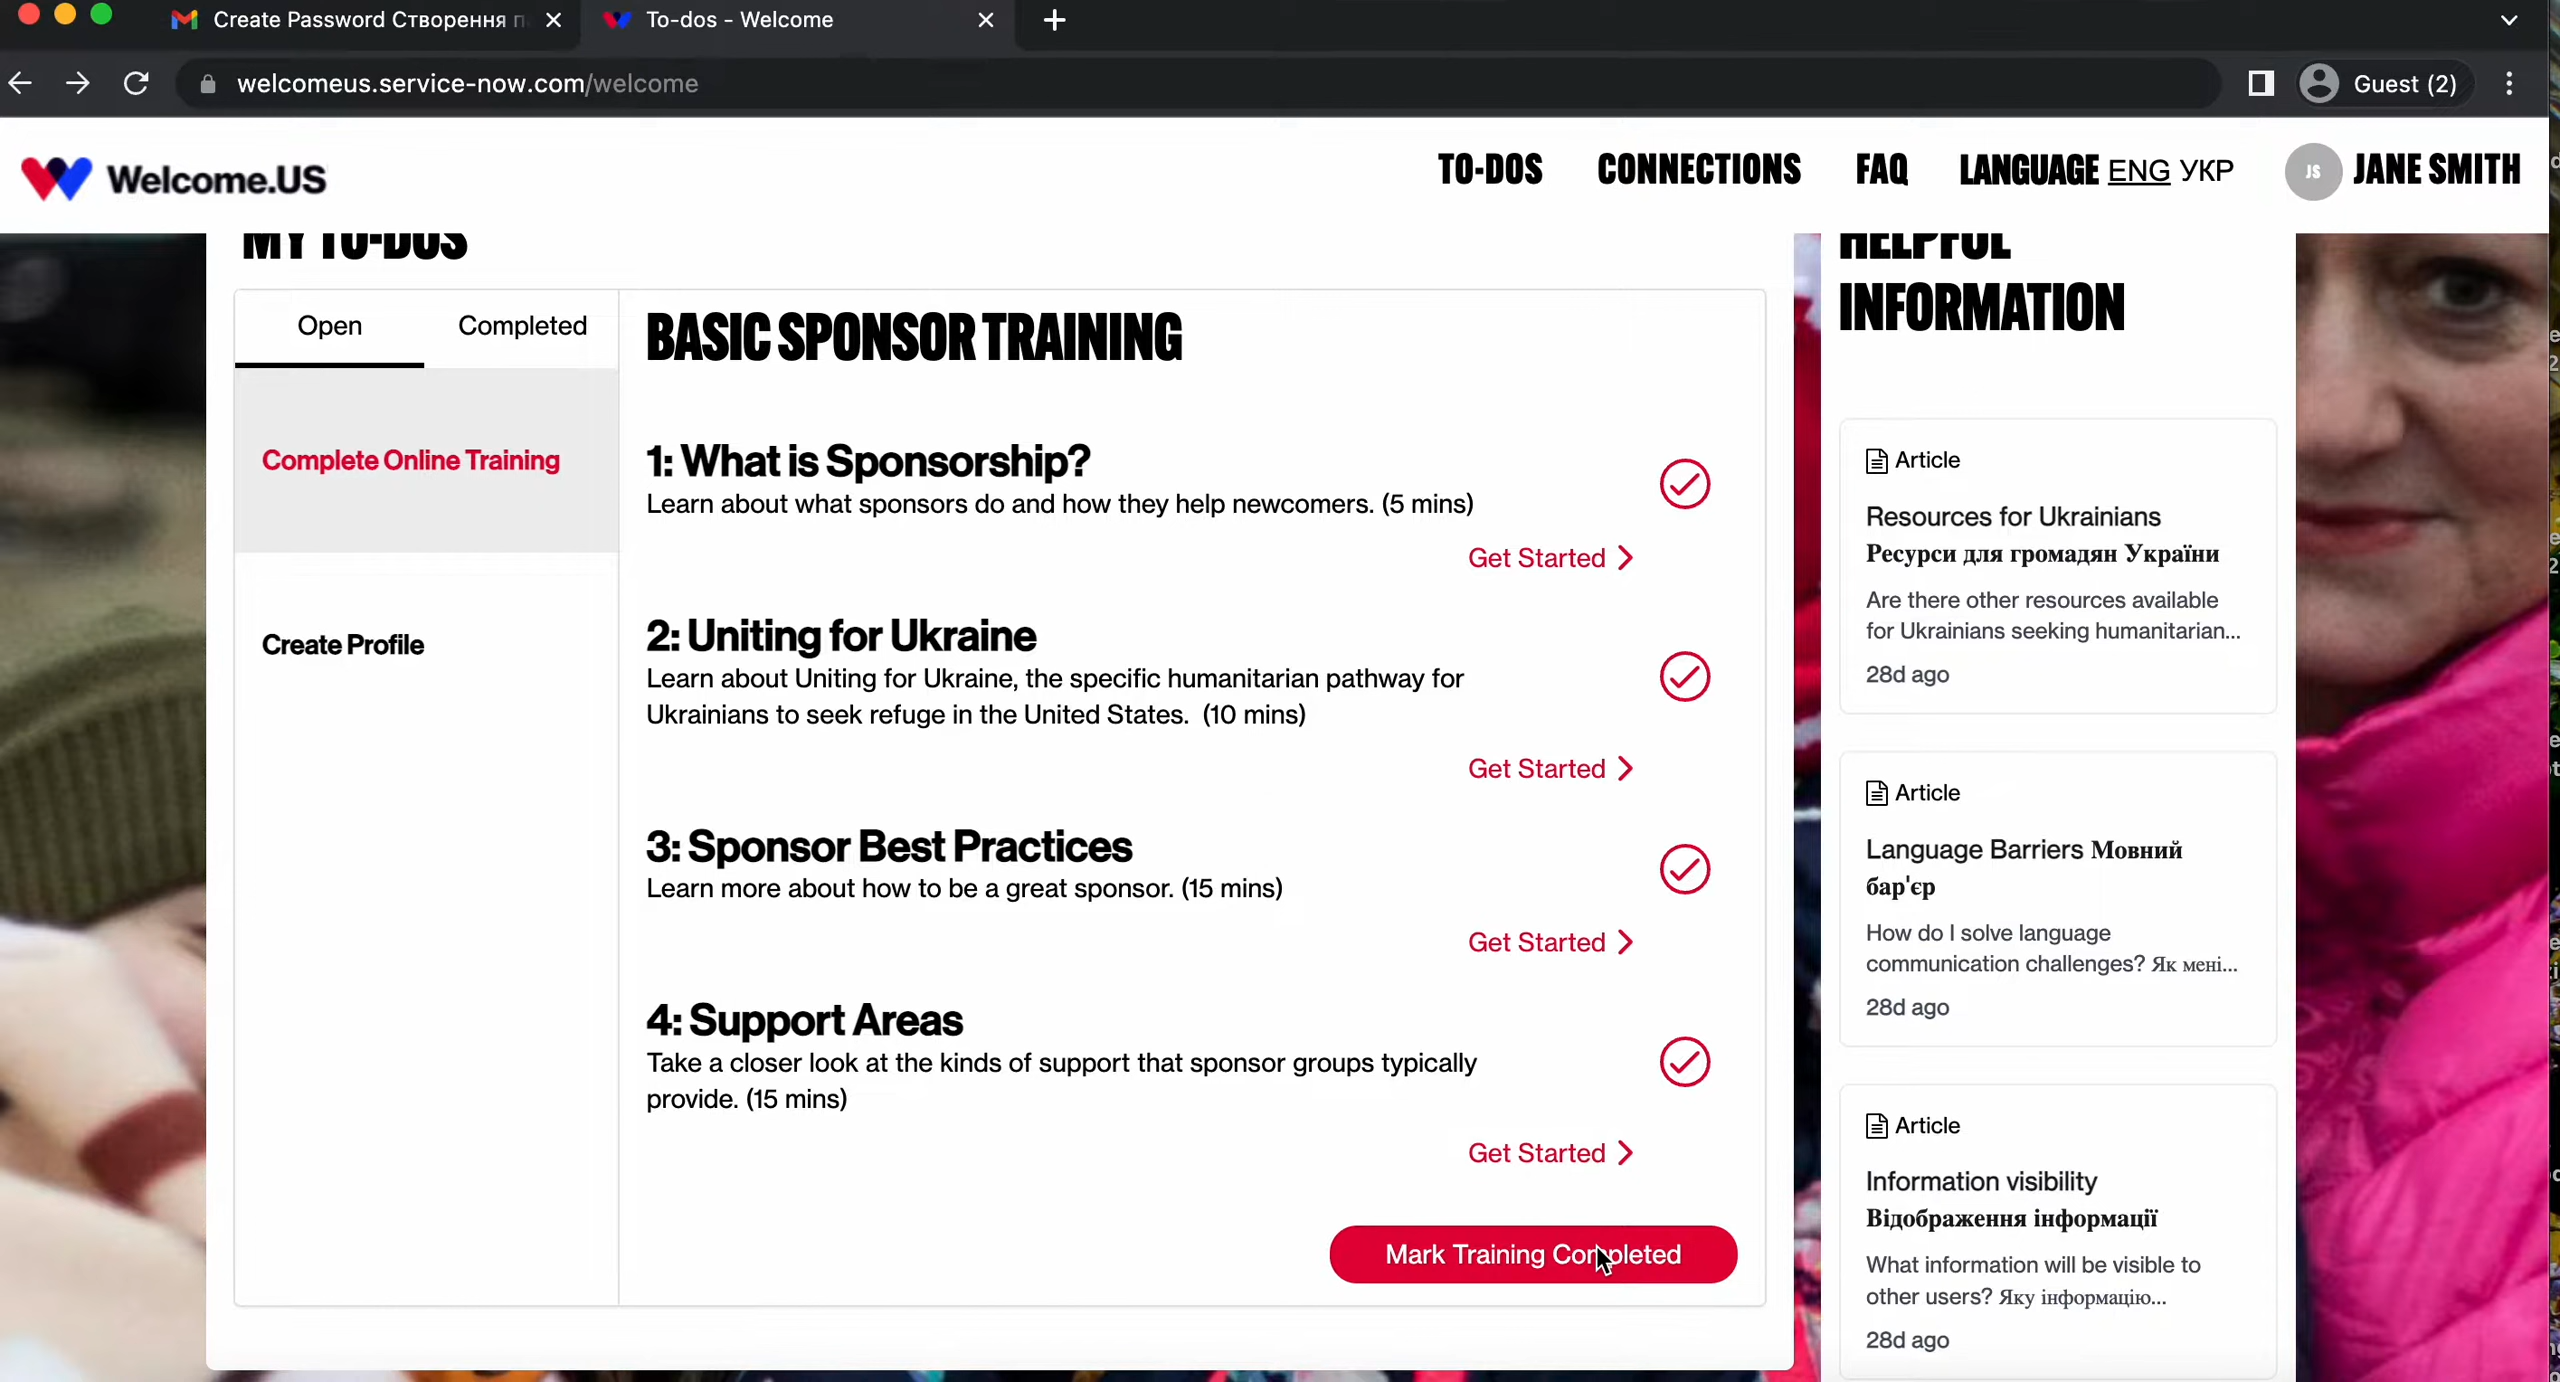 Create Password Створення п
To-dos - Welcome
welcomeus.service-now.com/welcome
Guest (2)
Welcome.US
TO-DOS
CONNECTIONS
FAQ
LANGUAGE ENG УКР
JS
JANE SMITH
MY TO-DOS
Open
Completed
Complete Online Training
Create Profile
BASIC SPONSOR TRAINING
1: What is Sponsorship?
Learn about what sponsors do and how they help newcomers. (5 mins)
Get Started
2: Uniting for Ukraine
Learn about Uniting for Ukraine, the specific humanitarian pathway for
Ukrainians to seek refuge in the United States. (10 mins)
Get Started
3: Sponsor Best Practices
Learn more about how to be a great sponsor. (15 mins)
Get Started
4: Support Areas
Take a closer look at the kinds of support that sponsor groups typically
provide. (15 mins)
Get Started
Mark Training Completed
HELPFUL
INFORMATION
Article
Resources for Ukrainians
Ресурси для громадян України
Are there other resources available
for Ukrainians seeking humanitarian...
28d ago
Article
Language Barriers Мовний
бар'єр
How do I solve language
communication challenges? Як мені...
28d ago
Article
Information visibility
Відображення інформації
What information will be visible to
other users? Яку інформацію...
28d ago